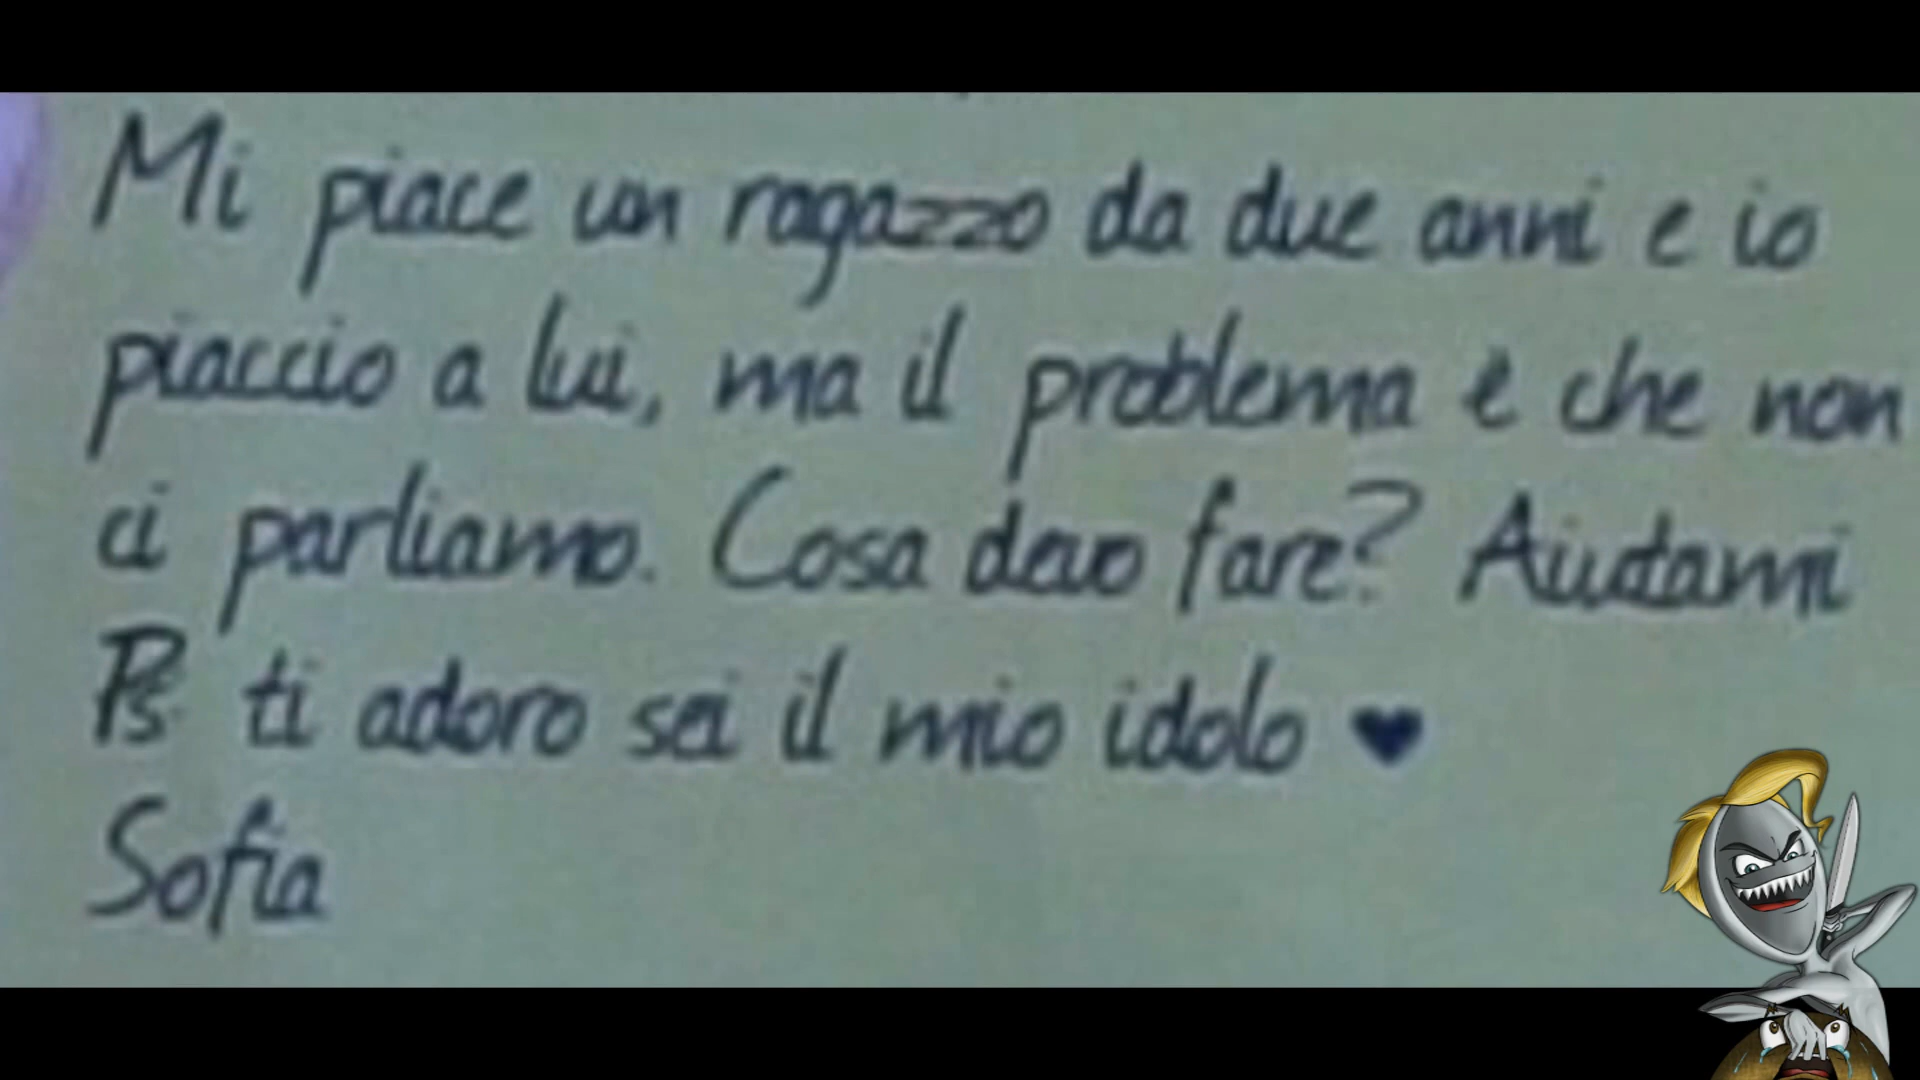 Mi piace un ragazzo da due anni e io
piaccio a lui, ma il problema è che non
ci parliamo. Cosa devo fare? Aiutami
Ps ti adoro sei il mio idolo ♥
Sofia